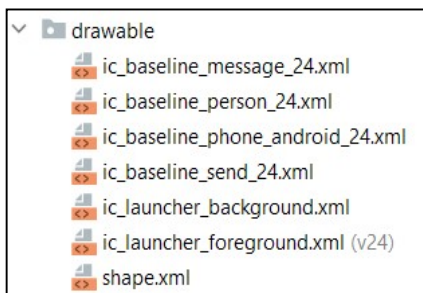 drawable
ic_baseline_message_24.xml
ic_baseline_person_24.xml
ic_baseline_phone_android_24.xml
ic_baseline_send_24.xml
ic_launcher_background.xml
ic_launcher_foreground.xml (v24)
shape.xml